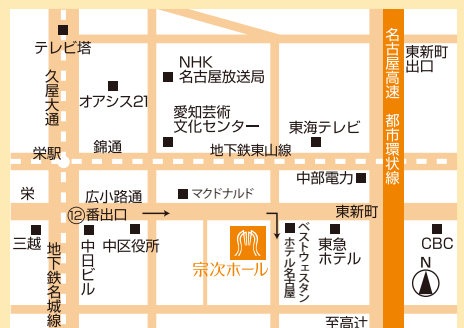 テレビ塔
久屋大通
オアシス21
NHK
名古屋放送局
愛知芸術
文化センター
東海テレビ
名古屋高速 都市環状線
東新町
出口
栄駅
錦通
地下鉄東山線
中部電力
栄
広小路通
マクドナルド
東新町
⑫番出口
三越
地下鉄名城線
中日ビル
中区役所
宗次ホール
ベストウェスタン
ホテル名古屋
東急
ホテル
CBC
N
至高辻